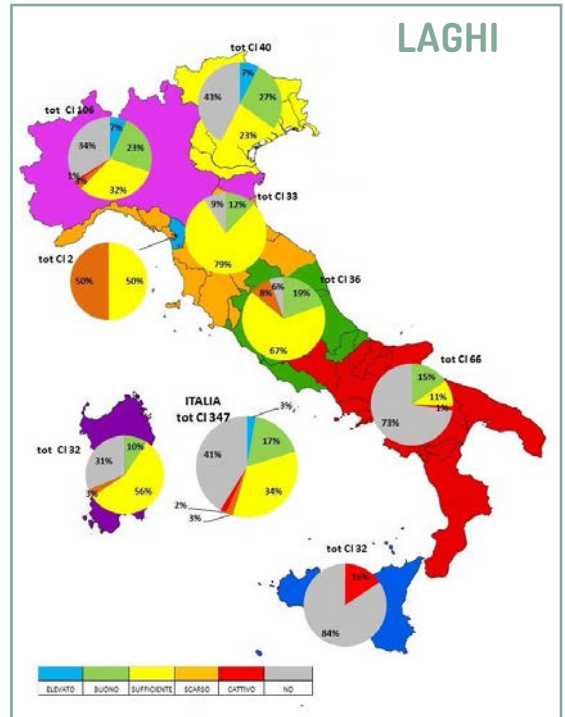 LAGHI
tot CI 40
7%
43%
27%
23%
tot CI 106
7%
34%
23%
1%
3%
32%
tot CI 33
9%
12%
79%
tot CI 2
50%
50%
tot CI 36
6%
8%
19%
67%
tot CI 66
15%
11%
1%
73%
ITALIA
tot CI 347
3%
17%
41%
34%
2%
3%
tot CI 32
10%
31%
3%
56%
tot CI 32
16%
84%
ELEVATO BUONO SUFFICIENTE SCARSO CATTIVO NO